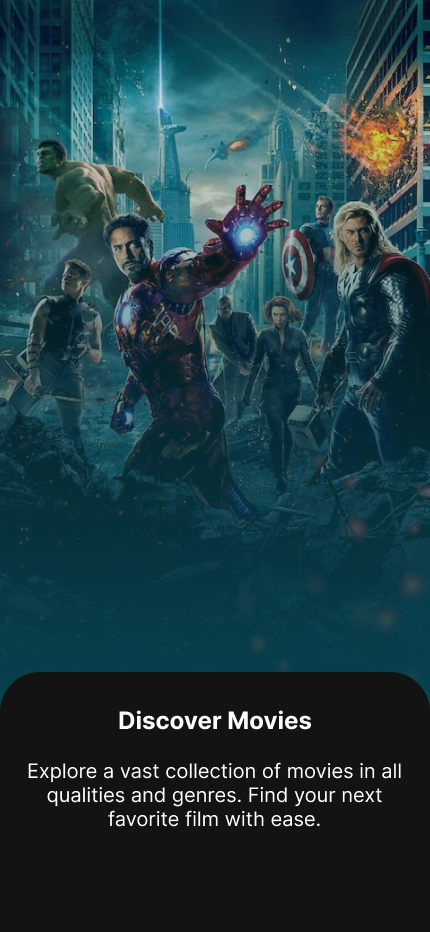 Discover Movies
Explore a vast collection of movies in all
qualities and genres. Find your next
favorite film with ease.